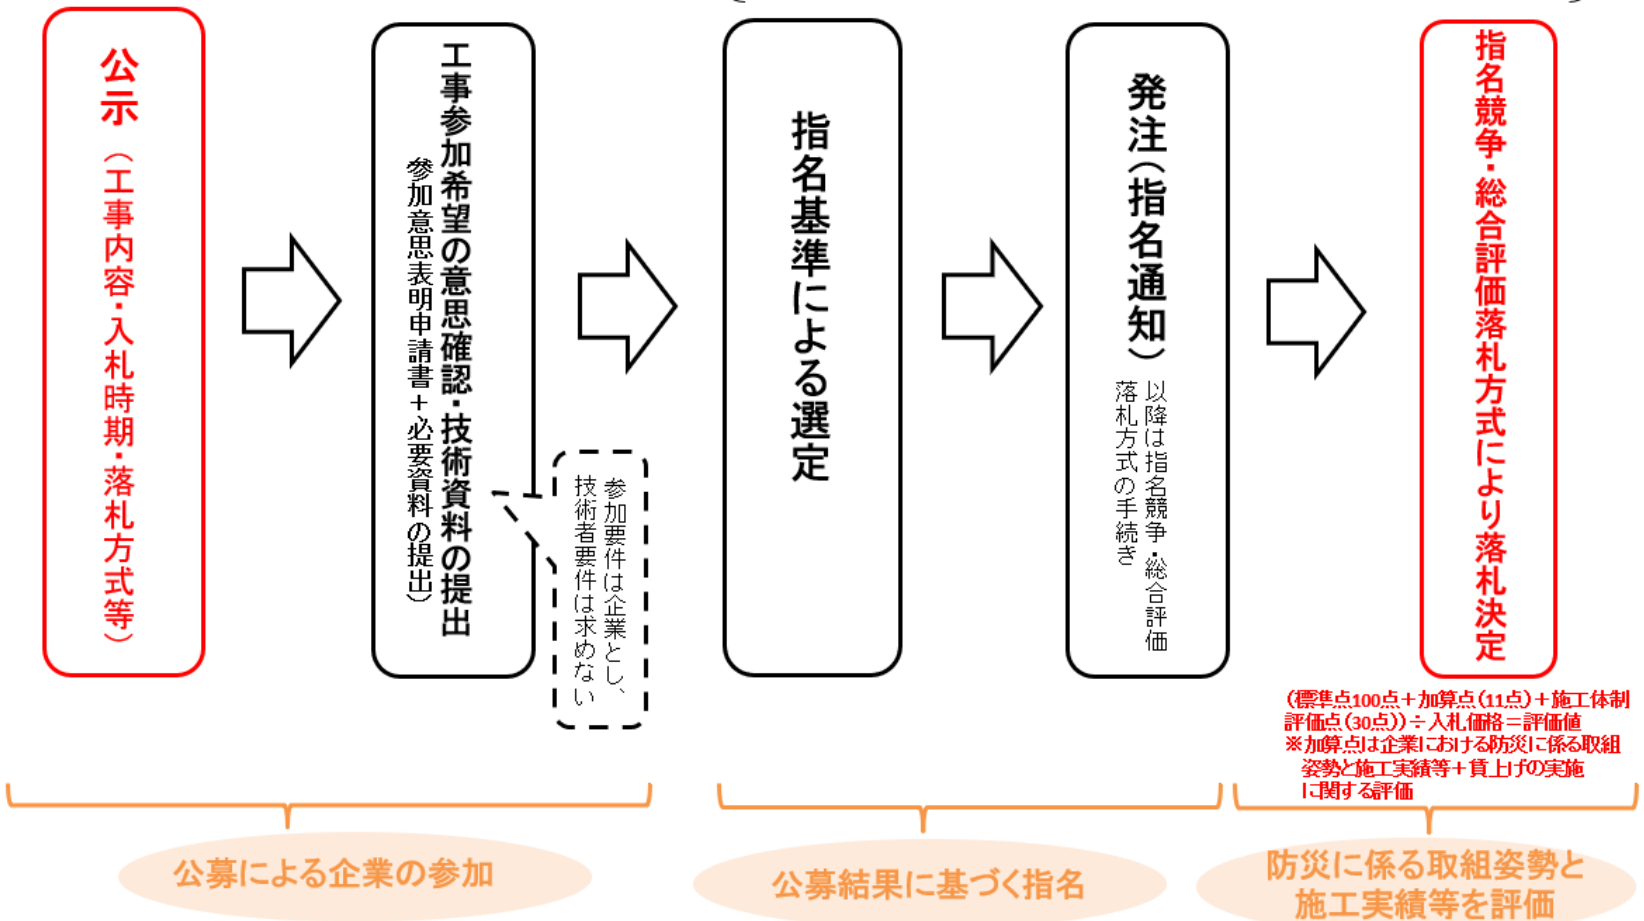 公示（工事内容・入札時期・落札方式等）
工事参加希望の意思確認・技術資料の提出
参加意思表明申請書＋必要資料の提出）
参加要件は企業とし、
技術者要件は求めない
指名基準による選定
発注（指名通知）
以降は指名競争・総合評価
落札方式の手続き
指名競争・総合評価落札方式により落札決定
（標準点100点＋加算点（11点）＋施工体制
評価点（30点））÷入札価格＝評価値
※加算点は企業における防災に係る取組
姿勢と施工実績等＋賃上げの実施
に関する評価
公募による企業の参加
公募結果に基づく指名
防災に係る取組姿勢と
施工実績等を評価